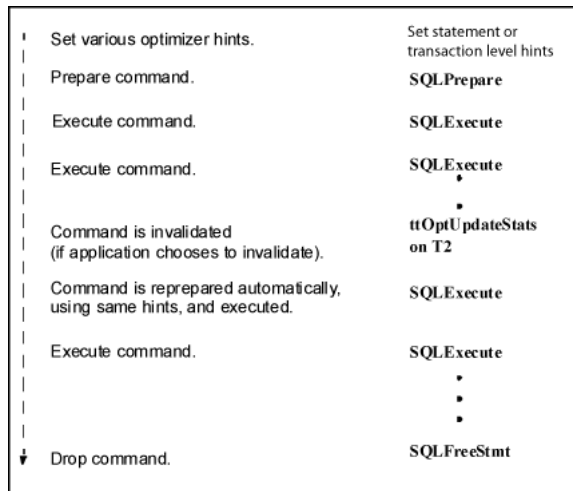 Set various optimizer hints.
Set statement or
transaction level hints
Prepare command.
SQLPrepare
Execute command.
SQLExecute
Execute command.
SQLExecute
Command is invalidated
(if application chooses to invalidate).
ttOptUpdateStats
on T2
Command is reprepared automatically,
using same hints, and executed.
SQLExecute
Execute command.
SQLExecute
Drop command.
SQLFreeStmt